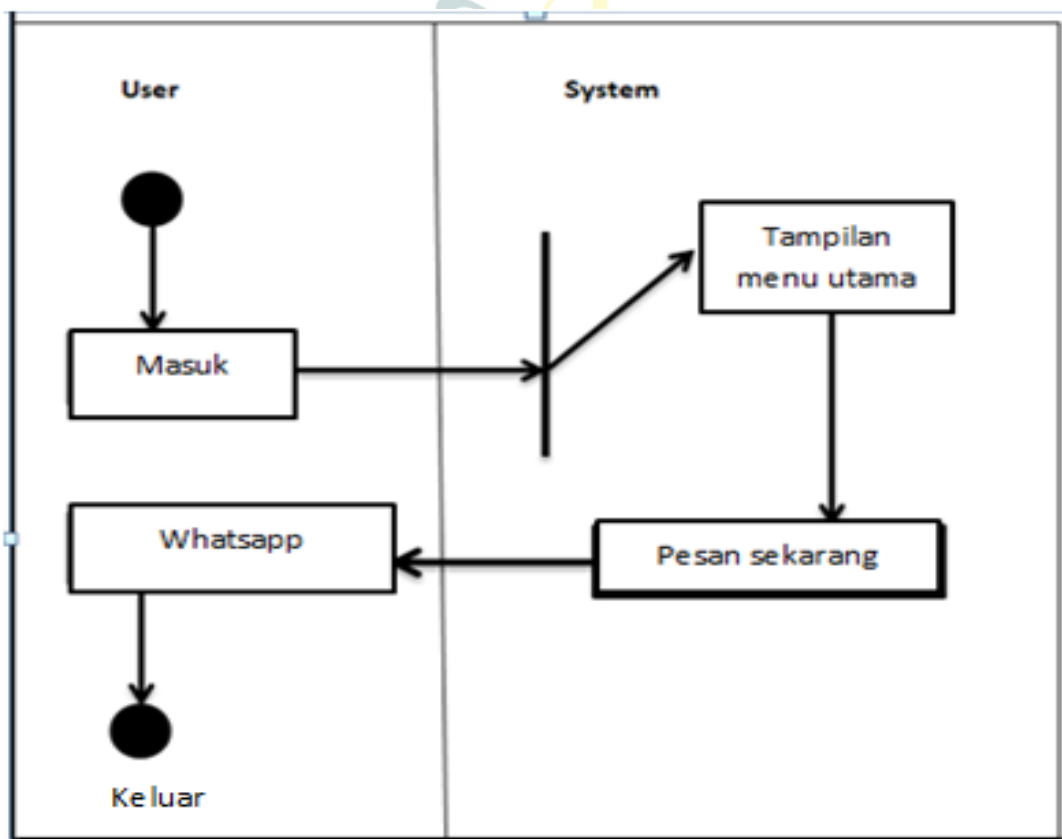 User
System
Tampilan
menu utama
Masuk
Whatsapp
Pesan sekarang
Keluar